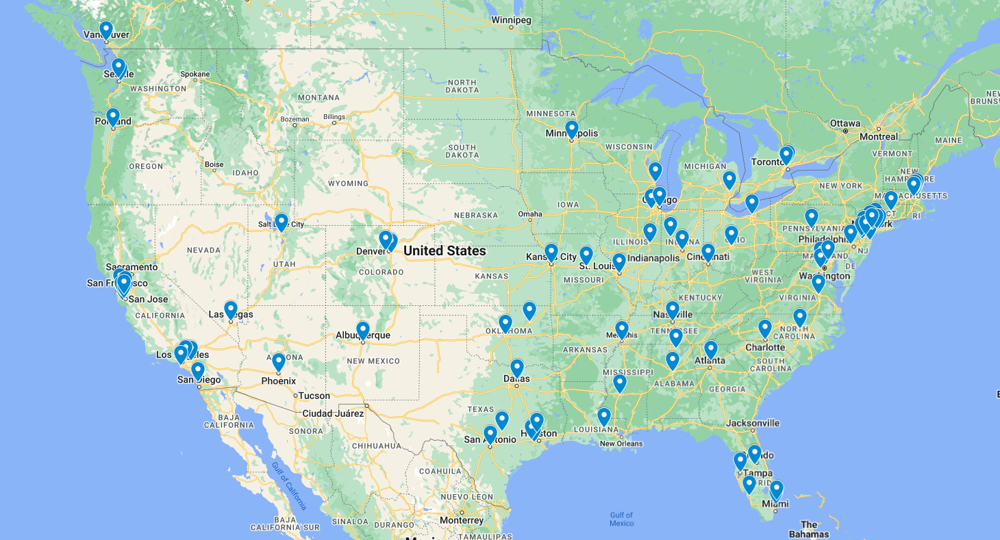 Winnipeg
Vancouver
Seattle
Spokane
WASHINGTON
NORTH
DAKOTA
MONTANA
Bozeman
Billings
MINNESOTA
Minneapolis
Portland
Ottawa
Montreal
NEW
BRUNSW
MAINE
VERMONT
SOUTH
DAKOTA
WISCONSIN
OREGON
Boise
IDAHO
MICHIGAN
Toronto
NEW
HAMPSHIRE
WYOMING
NEW YORK
MASSACHUSETTS
CT
RI
IOWA
Chicago
Omaha
NEBRASKA
Salt Lake City
PENNSYLVANIA
New York
Philadelphia
ILLINOIS
INDIANA
OHIO
NEVADA
Denver
United States
Kansas City
St. Louis
Indianapolis
Cincinnati
MARYLAND
NJ
DE
UTAH
COLORADO
Sacramento
KANSAS
MISSOURI
WEST
VIRGINIA
Washington
San Francisco
San Jose
KENTUCKY
VIRGINIA
CALIFORNIA
Las Vegas
Nashville
OKLAHOMA
Albuquerque
Memphis
TENNESSEE
NORTH
CAROLINA
Charlotte
Los Angeles
ARIZONA
NEW MEXICO
ARKANSAS
Atlanta
SOUTH
CAROLINA
San Diego
Phoenix
Dallas
MISSISSIPPI
ALABAMA
GEORGIA
Tucson
Ciudad Juárez
TEXAS
BAJA
CALIFORNIA
SONORA
LOUISIANA
Jacksonville
San Antonio
Houston
New Orleans
CHIHUAHUA
Orlando
COAHUILA
Tampa
FLORIDA
Gulf of California
NUEVO LEON
Miami
Gulf of
Mexico
BAJA
CALIFORNIA SUR
SINALOA
DURANGO
Monterrey
The
Bahamas
TAMAULIPAS